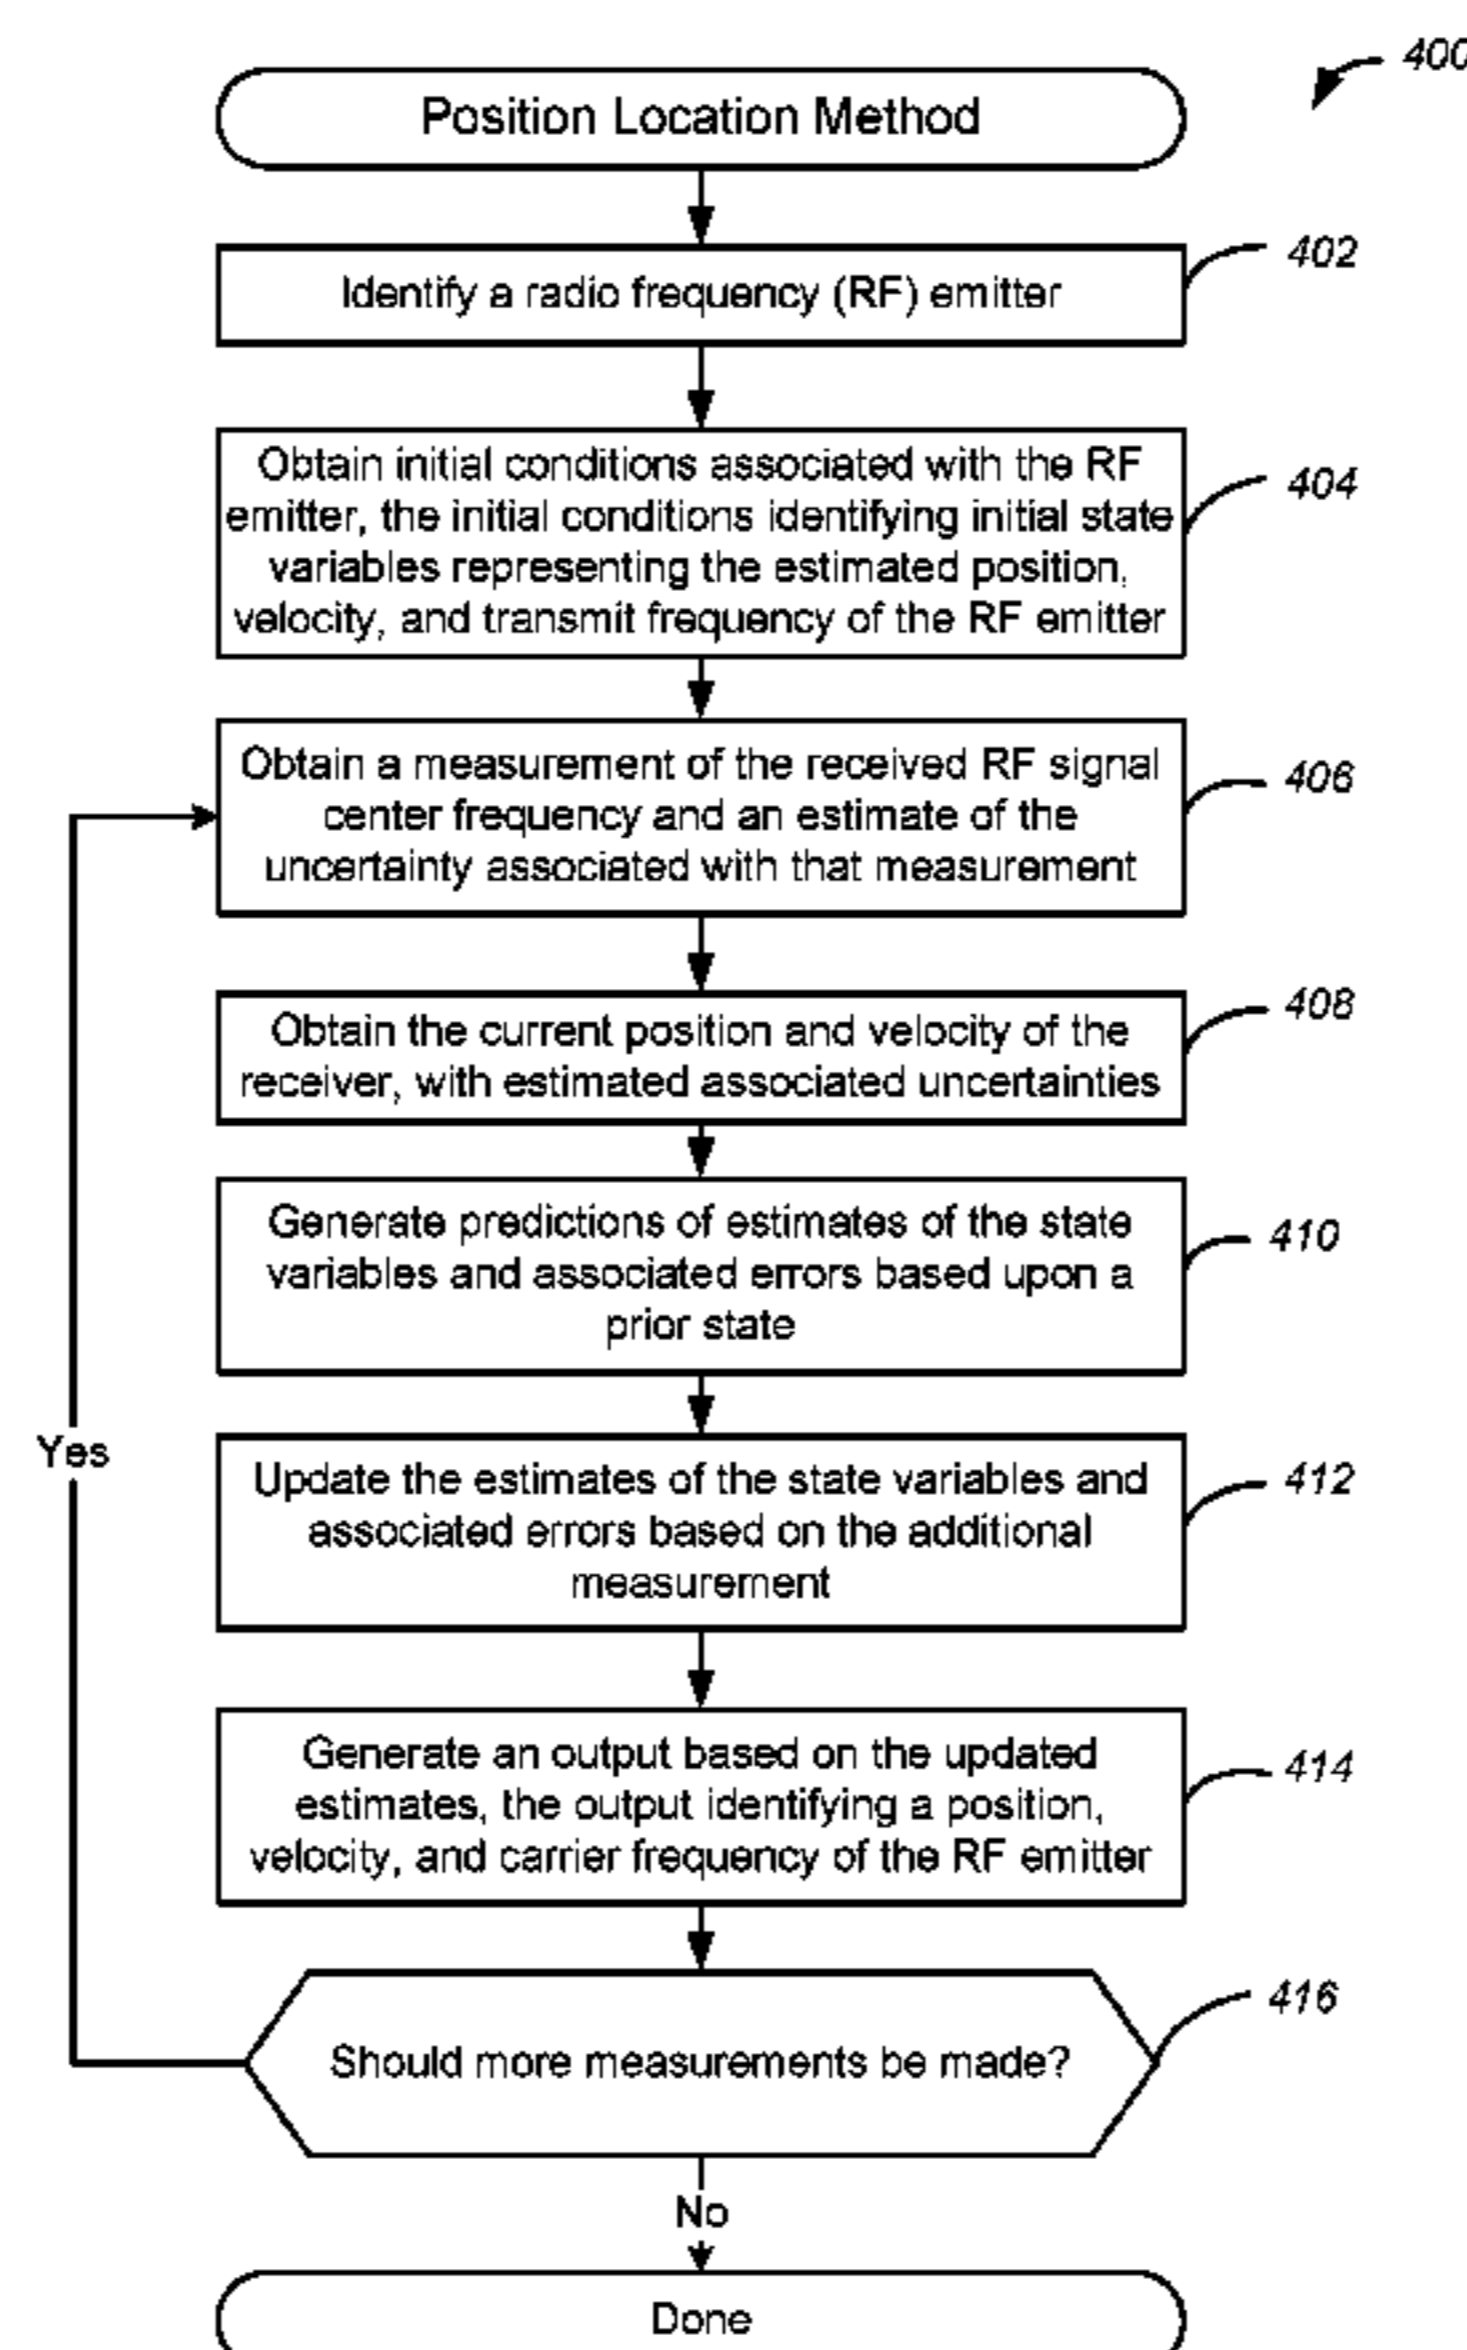 400
Position Location Method
402
Identify a radio frequency (RF) emitter
404
Obtain initial conditions associated with the RF
emitter, the initial conditions identifying initial state
variables representing the estimated position,
velocity, and transmit frequency of the RF emitter
406
Obtain a measurement of the received RF signal
center frequency and an estimate of the
uncertainty associated with that measurement
408
Obtain the current position and velocity of the
receiver, with estimated associated uncertainties
410
Generate predictions of estimates of the state
variables and associated errors based upon a
prior state
Yes
412
Update the estimates of the state variables and
associated errors based on the additional
measurement
414
Generate an output based on the updated
estimates, the output identifying a position,
velocity, and carrier frequency of the RF emitter
416
Should more measurements be made?
No
Done